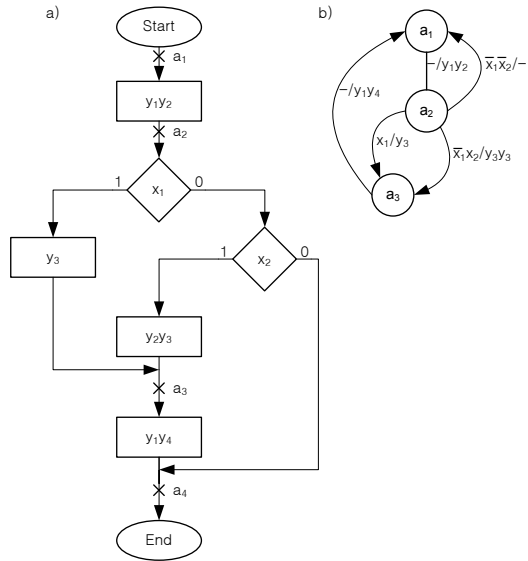 a)
Start
a1
y1y2
a2
x1
1
0
y3
x2
1
0
y2y3
a3
y1y4
a4
End
b)
a1
–/y1y2
x̅1x̅2/–
–/y1y4
a2
x1/y3
x̅1x2/y3y3
a3